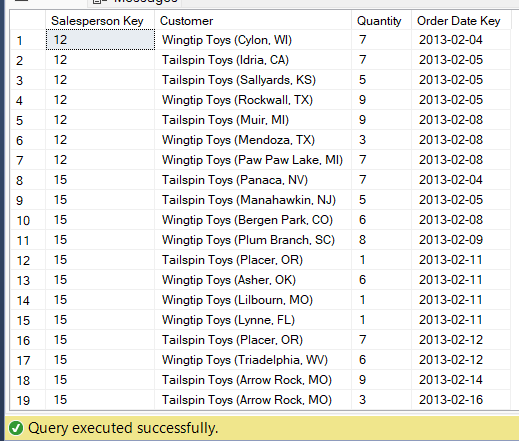 Messages
Salesperson Key Customer Quantity Order Date Key
1 12 Wingtip Toys (Cylon, WI) 7 2013-02-04
2 12 Tailspin Toys (Idria, CA) 7 2013-02-05
3 12 Tailspin Toys (Sallyards, KS) 5 2013-02-05
4 12 Wingtip Toys (Rockwall, TX) 9 2013-02-05
5 12 Tailspin Toys (Muir, MI) 9 2013-02-08
6 12 Wingtip Toys (Mendoza, TX) 3 2013-02-08
7 12 Wingtip Toys (Paw Paw Lake, MI) 7 2013-02-08
8 15 Tailspin Toys (Panaca, NV) 7 2013-02-04
9 15 Tailspin Toys (Manahawkin, NJ) 5 2013-02-05
10 15 Wingtip Toys (Bergen Park, CO) 6 2013-02-08
11 15 Wingtip Toys (Plum Branch, SC) 8 2013-02-09
12 15 Tailspin Toys (Placer, OR) 1 2013-02-11
13 15 Wingtip Toys (Asher, OK) 6 2013-02-11
14 15 Wingtip Toys (Lilbourn, MO) 1 2013-02-11
15 15 Wingtip Toys (Lynne, FL) 1 2013-02-11
16 15 Tailspin Toys (Placer, OR) 7 2013-02-12
17 15 Wingtip Toys (Triadelphia, WV) 6 2013-02-12
18 15 Tailspin Toys (Arrow Rock, MO) 9 2013-02-14
19 15 Tailspin Toys (Arrow Rock, MO) 3 2013-02-16
Query executed successfully.